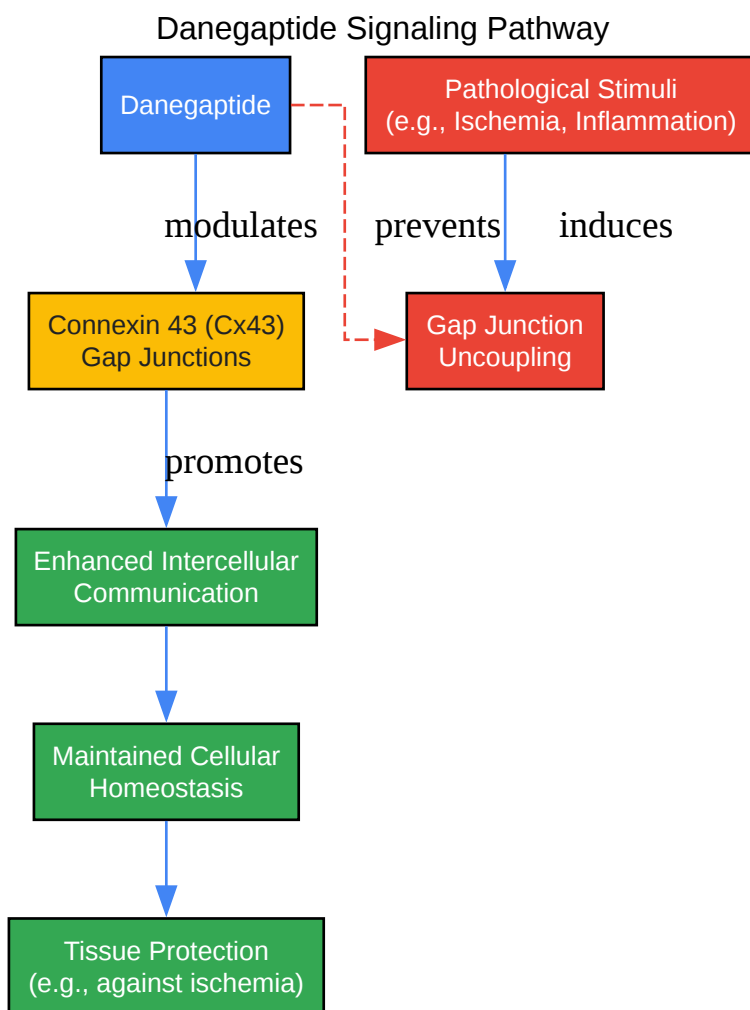 Danegaptide Signaling Pathway
Danegaptide
Pathological Stimuli
(e.g., Ischemia, Inflammation)
modulates
prevents
induces
Connexin 43 (Cx43)
Gap Junctions
Gap Junction
Uncoupling
promotes
Enhanced Intercellular
Communication
Maintained Cellular
Homeostasis
Tissue Protection
(e.g., against ischemia)